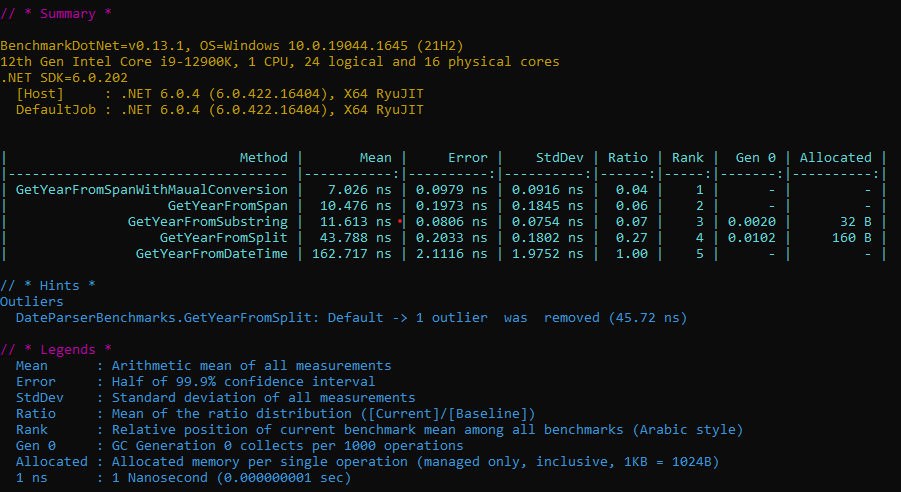 // * Summary *
BenchmarkDotNet=v0.13.1, OS=Windows 10.0.19044.1645 (21H2)
12th Gen Intel Core i9-12900K, 1 CPU, 24 logical and 16 physical cores
.NET SDK=6.0.202
  [Host]     : .NET 6.0.4 (6.0.422.16404), X64 RyuJIT
  DefaultJob : .NET 6.0.4 (6.0.422.16404), X64 RyuJIT
|                             Method |       Mean |     Error |    StdDev | Ratio | Rank |  Gen 0 | Allocated |
|----------------------------------- |-----------:|----------:|----------:|------:|-----:|-------:|----------:|
| GetYearFromSpanWithMaualConversion |   7.026 ns | 0.0979 ns | 0.0916 ns |  0.04 |    1 |      - |         - |
|                    GetYearFromSpan |  10.476 ns | 0.1973 ns | 0.1845 ns |  0.06 |    2 |      - |         - |
|               GetYearFromSubstring |  11.613 ns | 0.0806 ns | 0.0754 ns |  0.07 |    3 | 0.0020 |      32 B |
|                   GetYearFromSplit |  43.788 ns | 0.2033 ns | 0.1802 ns |  0.27 |    4 | 0.0102 |     160 B |
|                GetYearFromDateTime | 162.717 ns | 2.1116 ns | 1.9752 ns |  1.00 |    5 |      - |         - |
// * Hints *
Outliers
  DateParserBenchmarks.GetYearFromSplit: Default -> 1 outlier  was  removed (45.72 ns)
// * Legends *
  Mean      : Arithmetic mean of all measurements
  Error     : Half of 99.9% confidence interval
  StdDev    : Standard deviation of all measurements
  Ratio     : Mean of the ratio distribution ([Current]/[Baseline])
  Rank      : Relative position of current benchmark mean among all benchmarks (Arabic style)
  Gen 0     : GC Generation 0 collects per 1000 operations
  Allocated : Allocated memory per single operation (managed only, inclusive, 1KB = 1024B)
  1 ns      : 1 Nanosecond (0.000000001 sec)